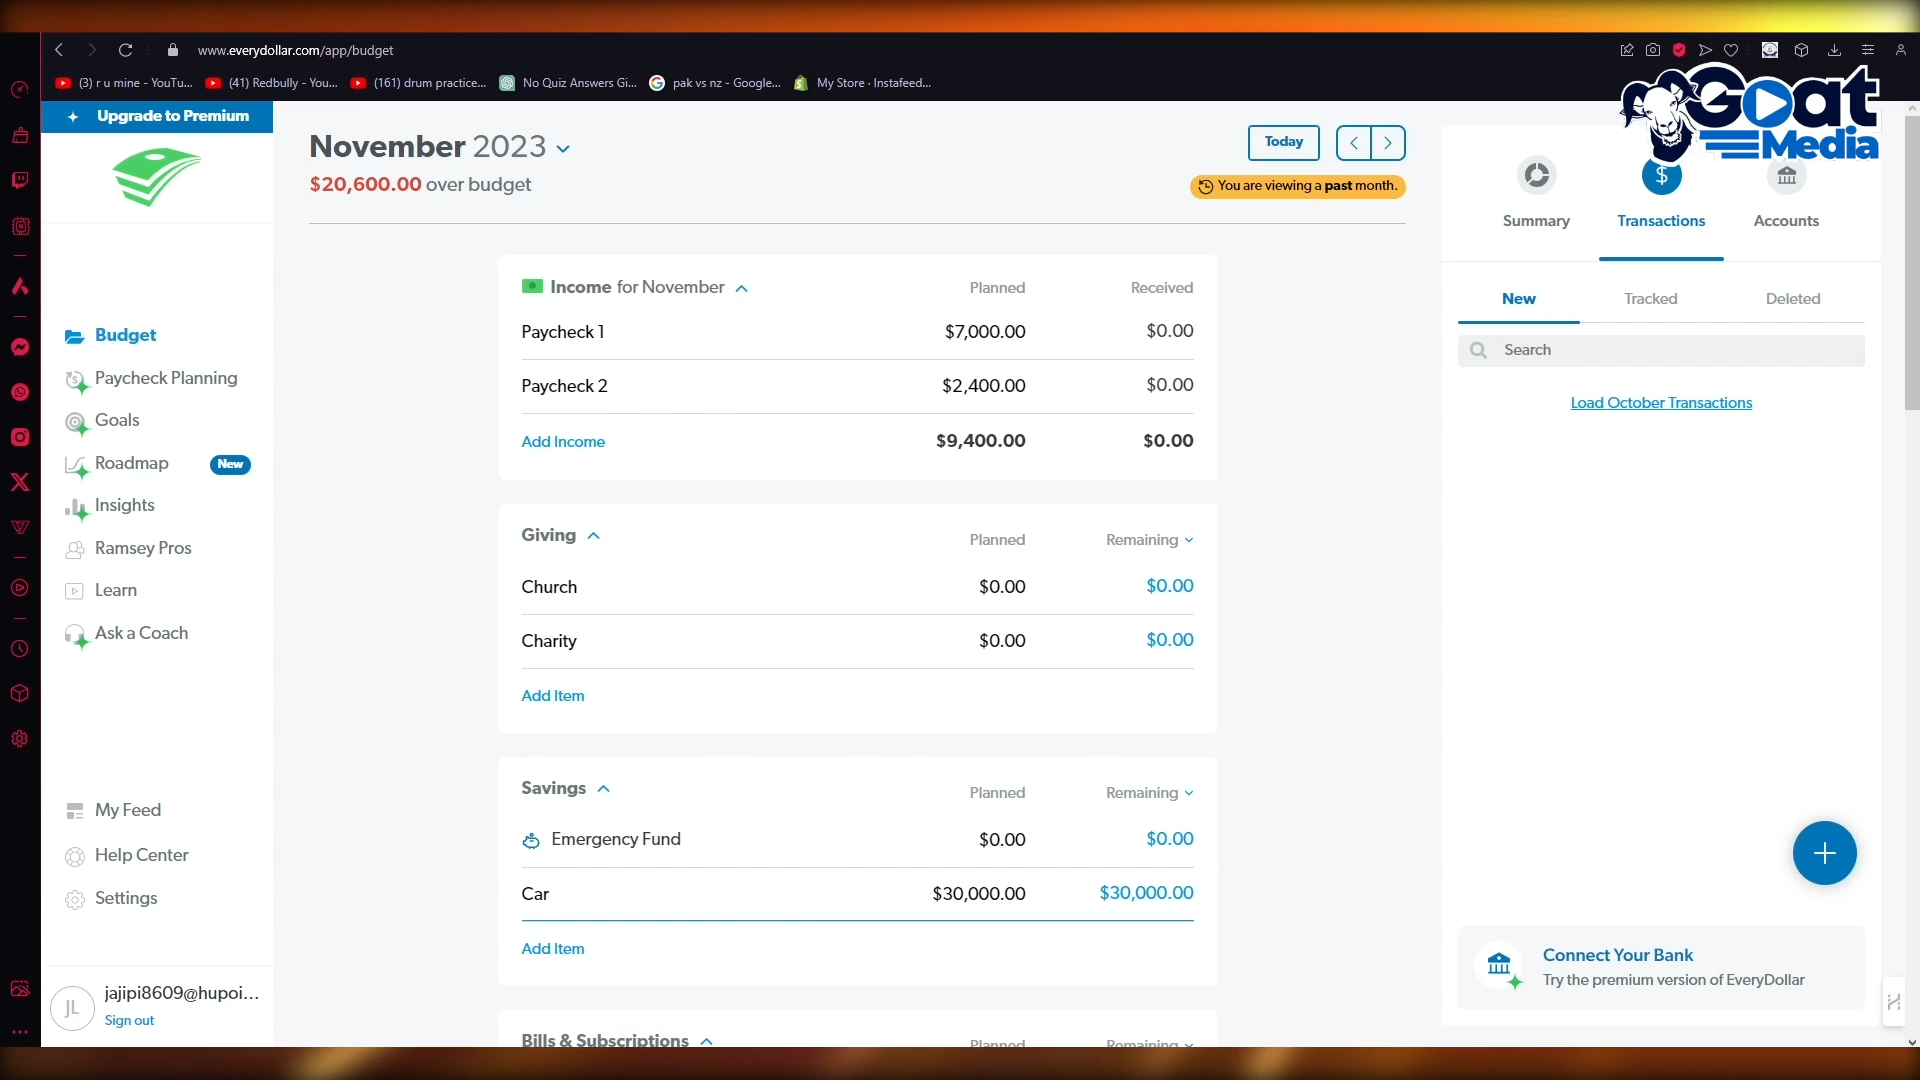 www.everydollar.com/app/budget
(3) r u mine - YouTu...
(41) Redbully - You...
(161) drum practice...
No Quiz Answers Gi...
pak vs nz - Google...
My Store · Instafeed...
Goat
Media
Upgrade to Premium
Budget
Paycheck Planning
Goals
Roadmap New
Insights
Ramsey Pros
Learn
Ask a Coach
My Feed
Help Center
Settings
JL
jajipi8609@hupoi...
Sign out
November 2023
$20,600.00 over budget
Today
You are viewing a past month.
Income for November Planned Received
Paycheck 1 $7,000.00 $0.00
Paycheck 2 $2,400.00 $0.00
Add Income $9,400.00 $0.00
Giving Planned Remaining
Church $0.00 $0.00
Charity $0.00 $0.00
Add Item
Savings Planned Remaining
Emergency Fund $0.00 $0.00
Car $30,000.00 $30,000.00
Add Item
Bills & Subscriptions Planned Remaining
Summary Transactions Accounts
New Tracked Deleted
Search
Load October Transactions
Connect Your Bank
Try the premium version of EveryDollar